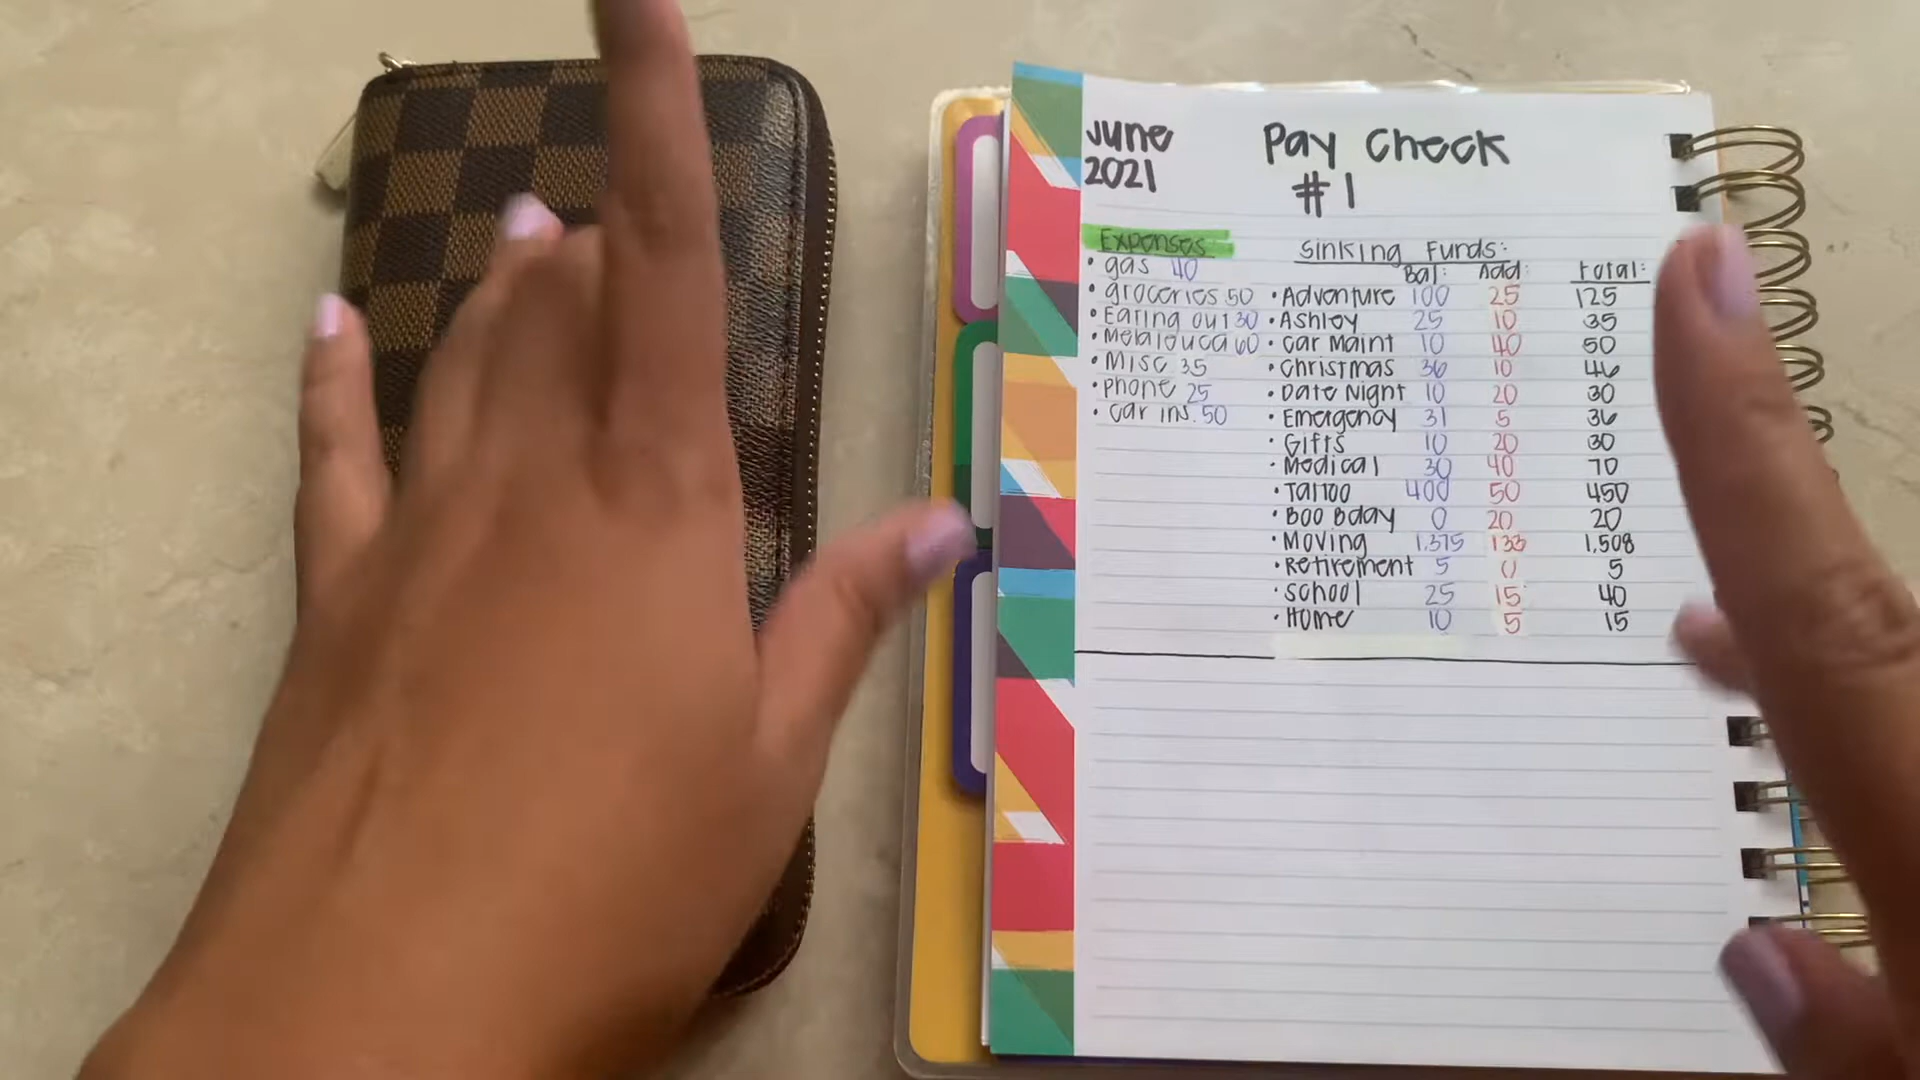 June
2021
Pay Check
#1
Expenses
• gas 40
• groceries 50
• Eating out 30
• Melalouca 60
• Misc 35
• phone 25
• car ins. 50
Sinking Funds:
Bal: Add: total:
• Adventure 100 25 125
• Ashley 25 10 35
• Car Maint 10 40 50
• Christmas 36 10 46
• Date Night 10 20 30
• Emergency 31 5 36
• Gifts 10 20 30
• Medical 30 40 70
• Tattoo 400 50 450
• Boo Bday 0 20 20
• Moving 1,375 133 1,508
• Retirement 5 0 5
• School 25 15 40
• Home 10 5 15